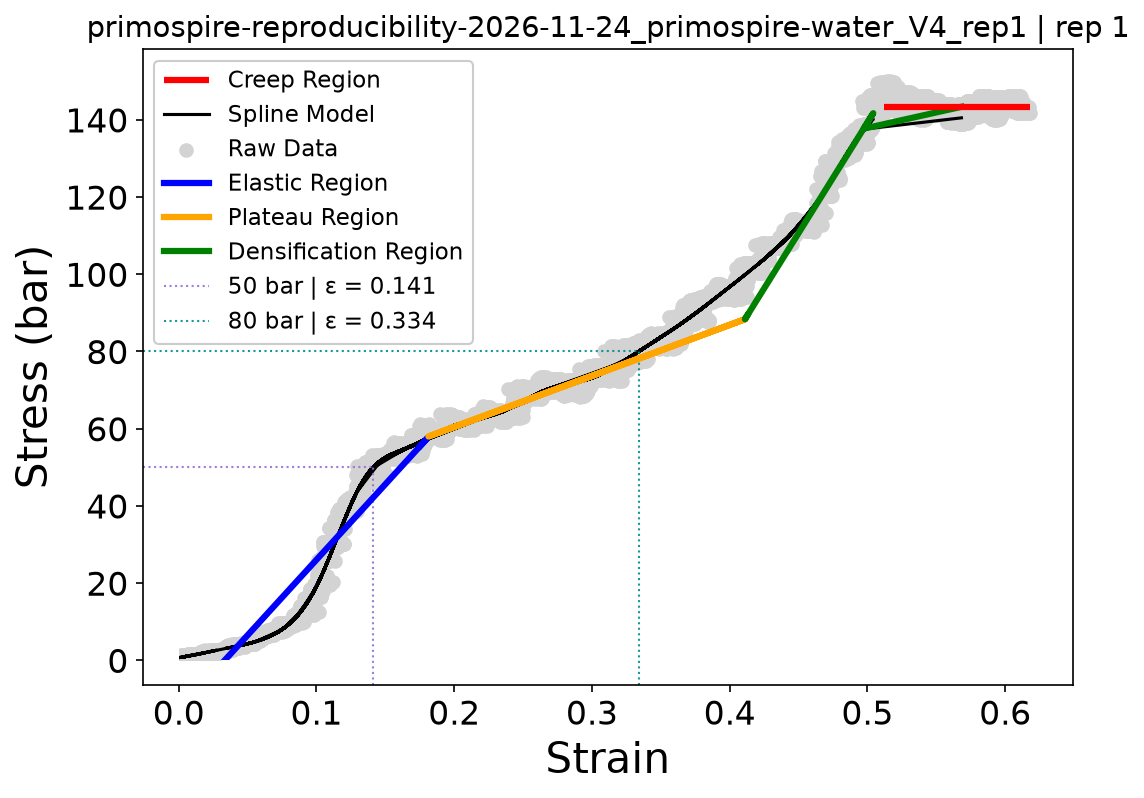 primospire-reproducibility-2026-11-24_primospire-water_V4_rep1 | rep 1
Creep Region
Spline Model
Raw Data
Elastic Region
Plateau Region
Densification Region
50 bar | ε = 0.141
80 bar | ε = 0.334
Stress (bar)
140
120
100
80
60
40
20
0
0.0 0.1 0.2 0.3 0.4 0.5 0.6
Strain